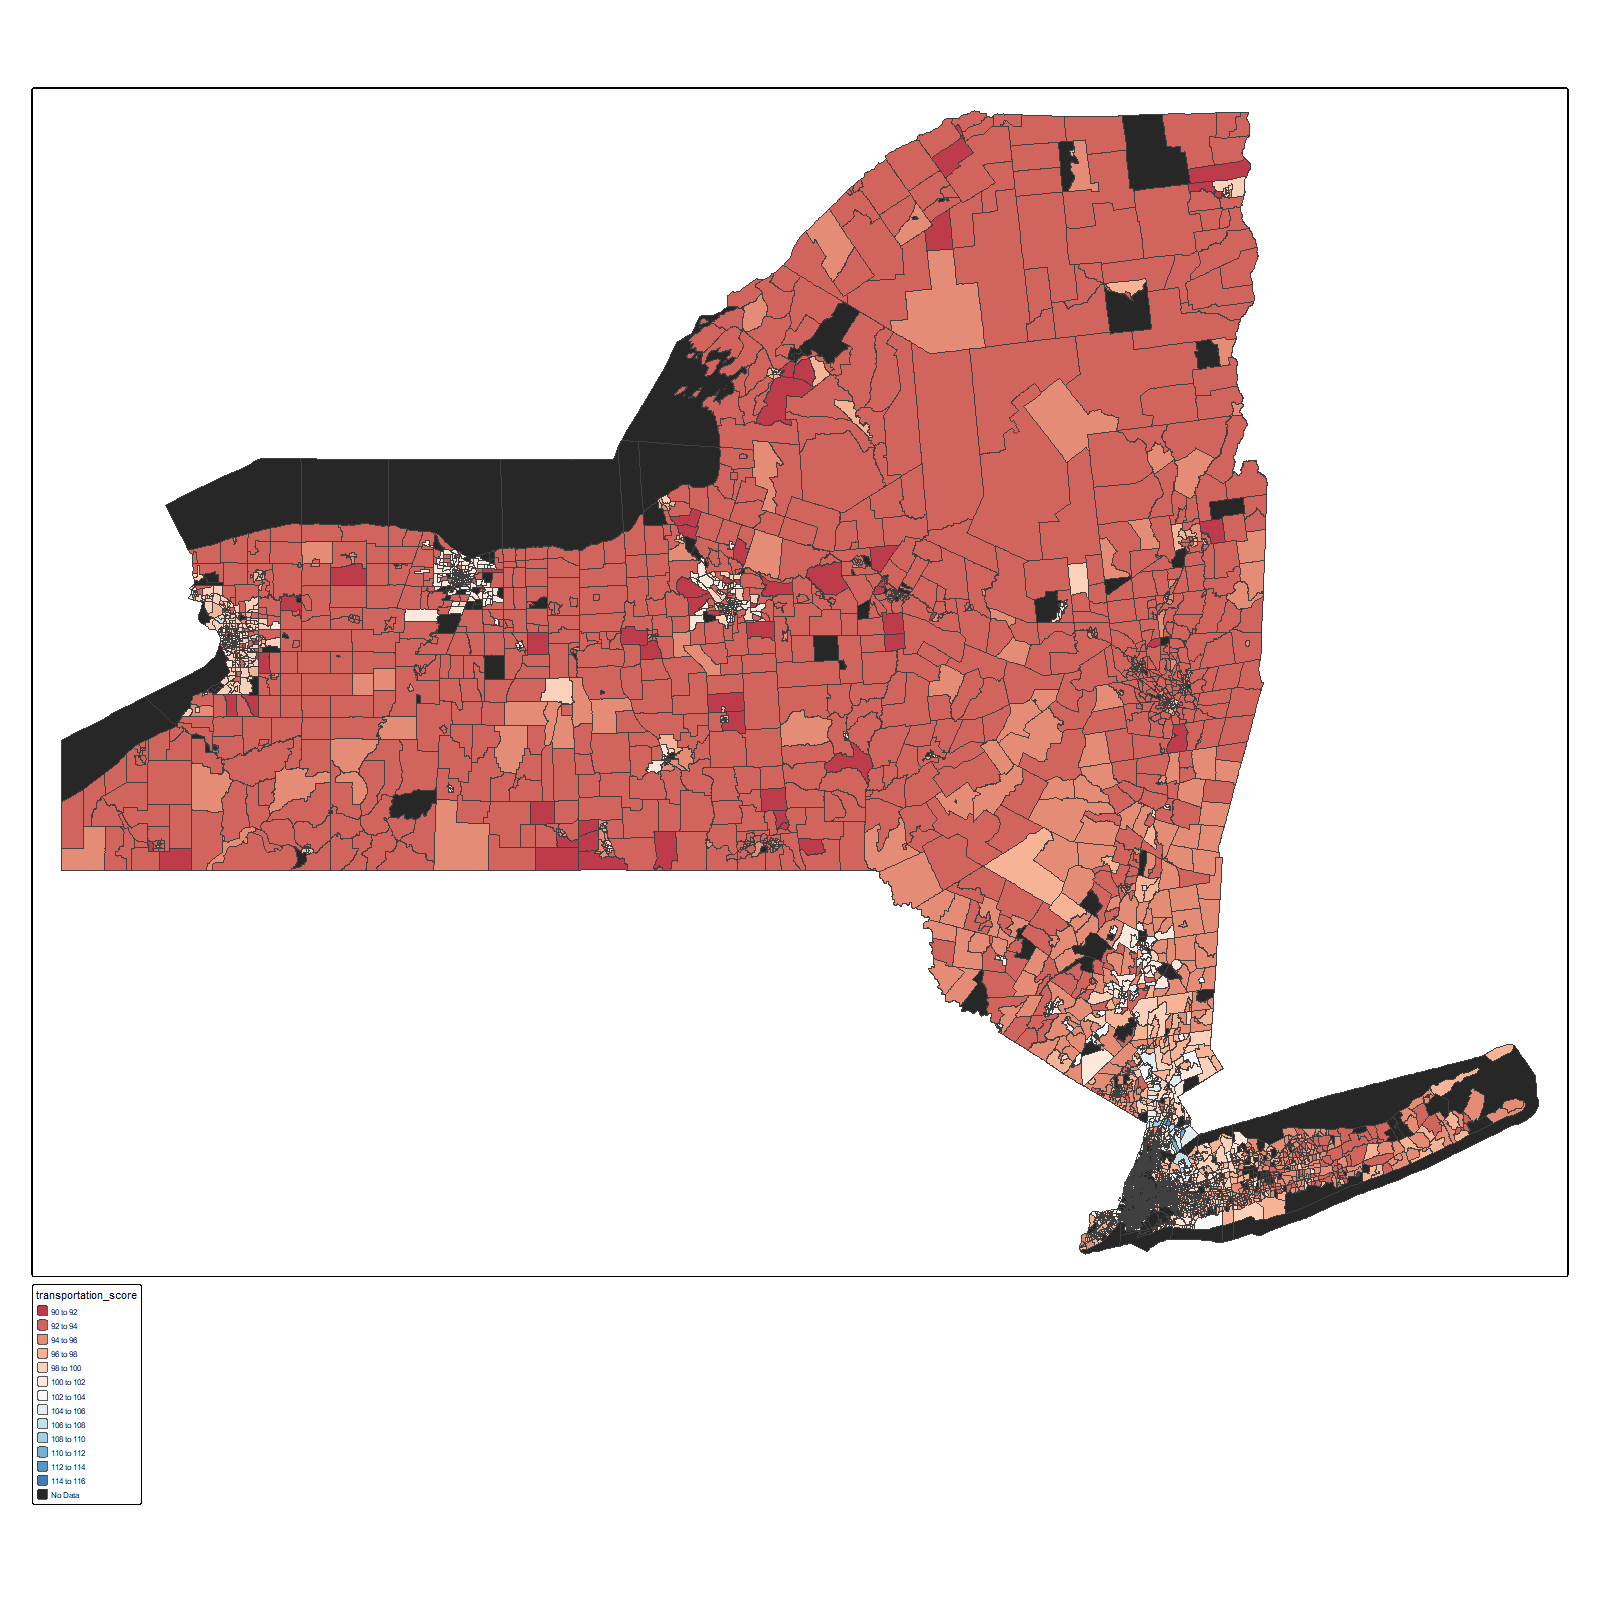 transportation_score
90 to 92
92 to 94
94 to 96
96 to 98
98 to 100
100 to 102
102 to 104
104 to 106
106 to 108
108 to 110
110 to 112
112 to 114
114 to 116
No Data